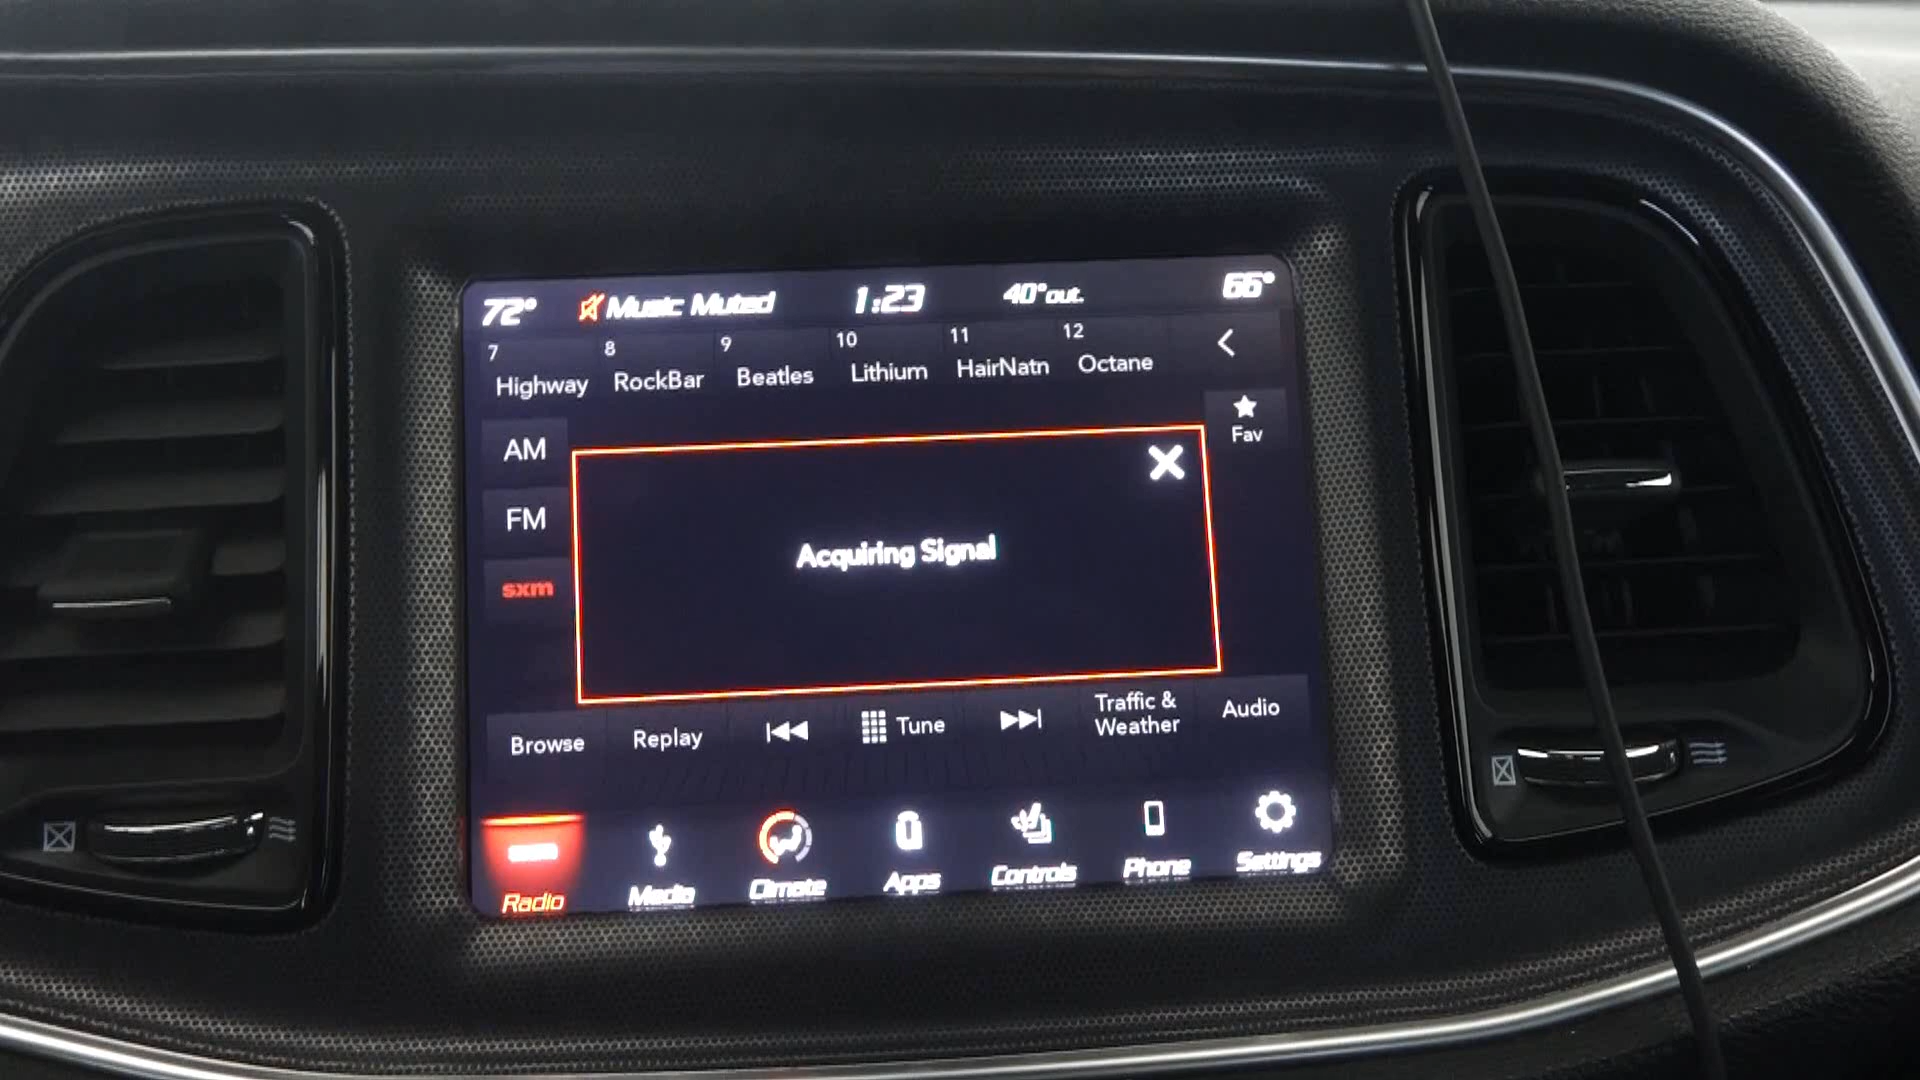 72° Music Muted 1:23 40°out. 66°
7 8 9 10 11 12
Highway RockBar Beatles Lithium HairNatn Octane
Fav
AM
FM
sxm
Acquiring Signal
Browse Replay Tune Traffic & Weather Audio
sxm
Radio Media Climate Apps Controls Phone Settings